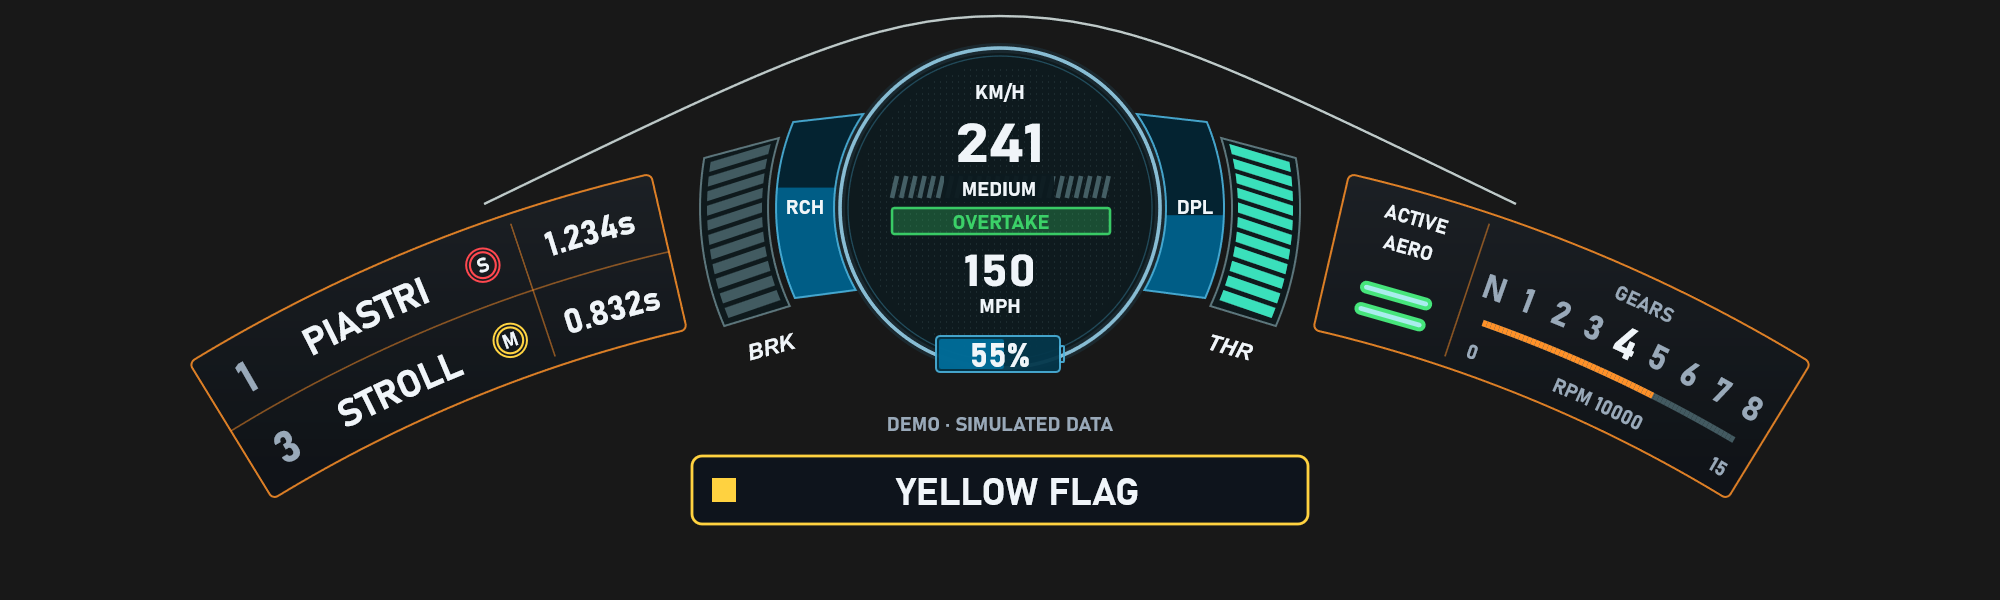 1 PIASTRI S 1.234s
3 STROLL M 0.832s
BRK
RCH
KM/H
241
MEDIUM
OVERTAKE
150
MPH
55%
DPL
THR
ACTIVE
AERO
GEARS
N 1 2 3 4 5 6 7 8
0
RPM 10000
15
DEMO · SIMULATED DATA
YELLOW FLAG